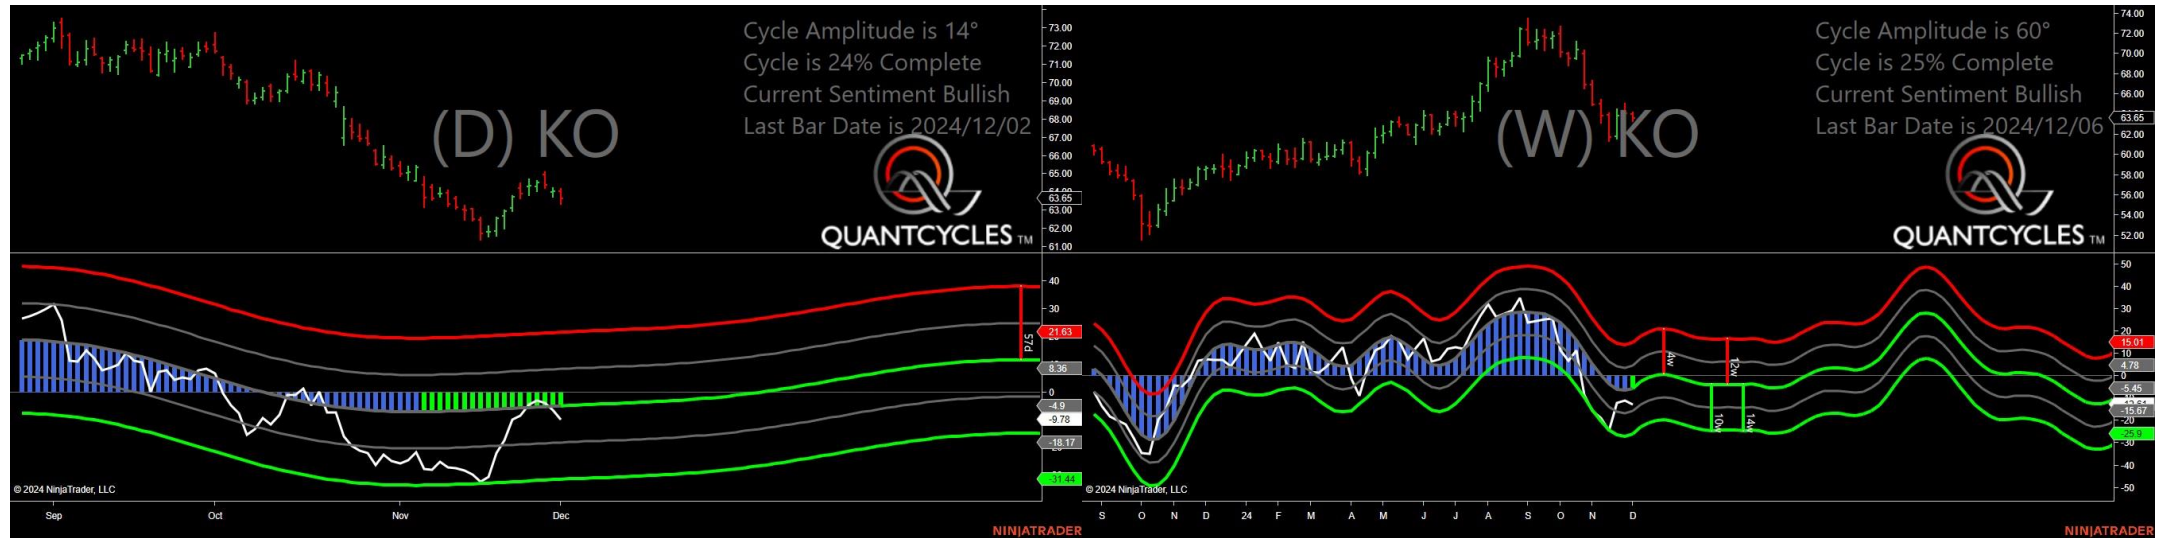 Cycle Amplitude is 14°
Cycle is 24% Complete
Current Sentiment Bullish
Last Bar Date is 2024/12/02
(D) KO
QUANTCYCLES TM
73.00
72.00
71.00
70.00
69.00
68.00
67.00
66.00
65.00
64.00
63.65
63.00
62.00
61.00
40
30
21.63
8.36
0
-4.9
-9.78
-18.17
-31.44
57d
© 2024 NinjaTrader, LLC
Sep Oct Nov Dec
NINJATRADER
Cycle Amplitude is 60°
Cycle is 25% Complete
Current Sentiment Bullish
Last Bar Date is 2024/12/06
(W) KO
QUANTCYCLES TM
74.00
72.00
70.00
68.00
66.00
63.65
62.00
60.00
58.00
56.00
54.00
52.00
50
40
30
20
15.01
10
4.78
0
-5.45
-15.67
-20
-25.9
-30
-40
-50
4w
12w
10w
14w
© 2024 NinjaTrader, LLC
S O N D 24 F M A M J J A S O N D
NINJATRADER